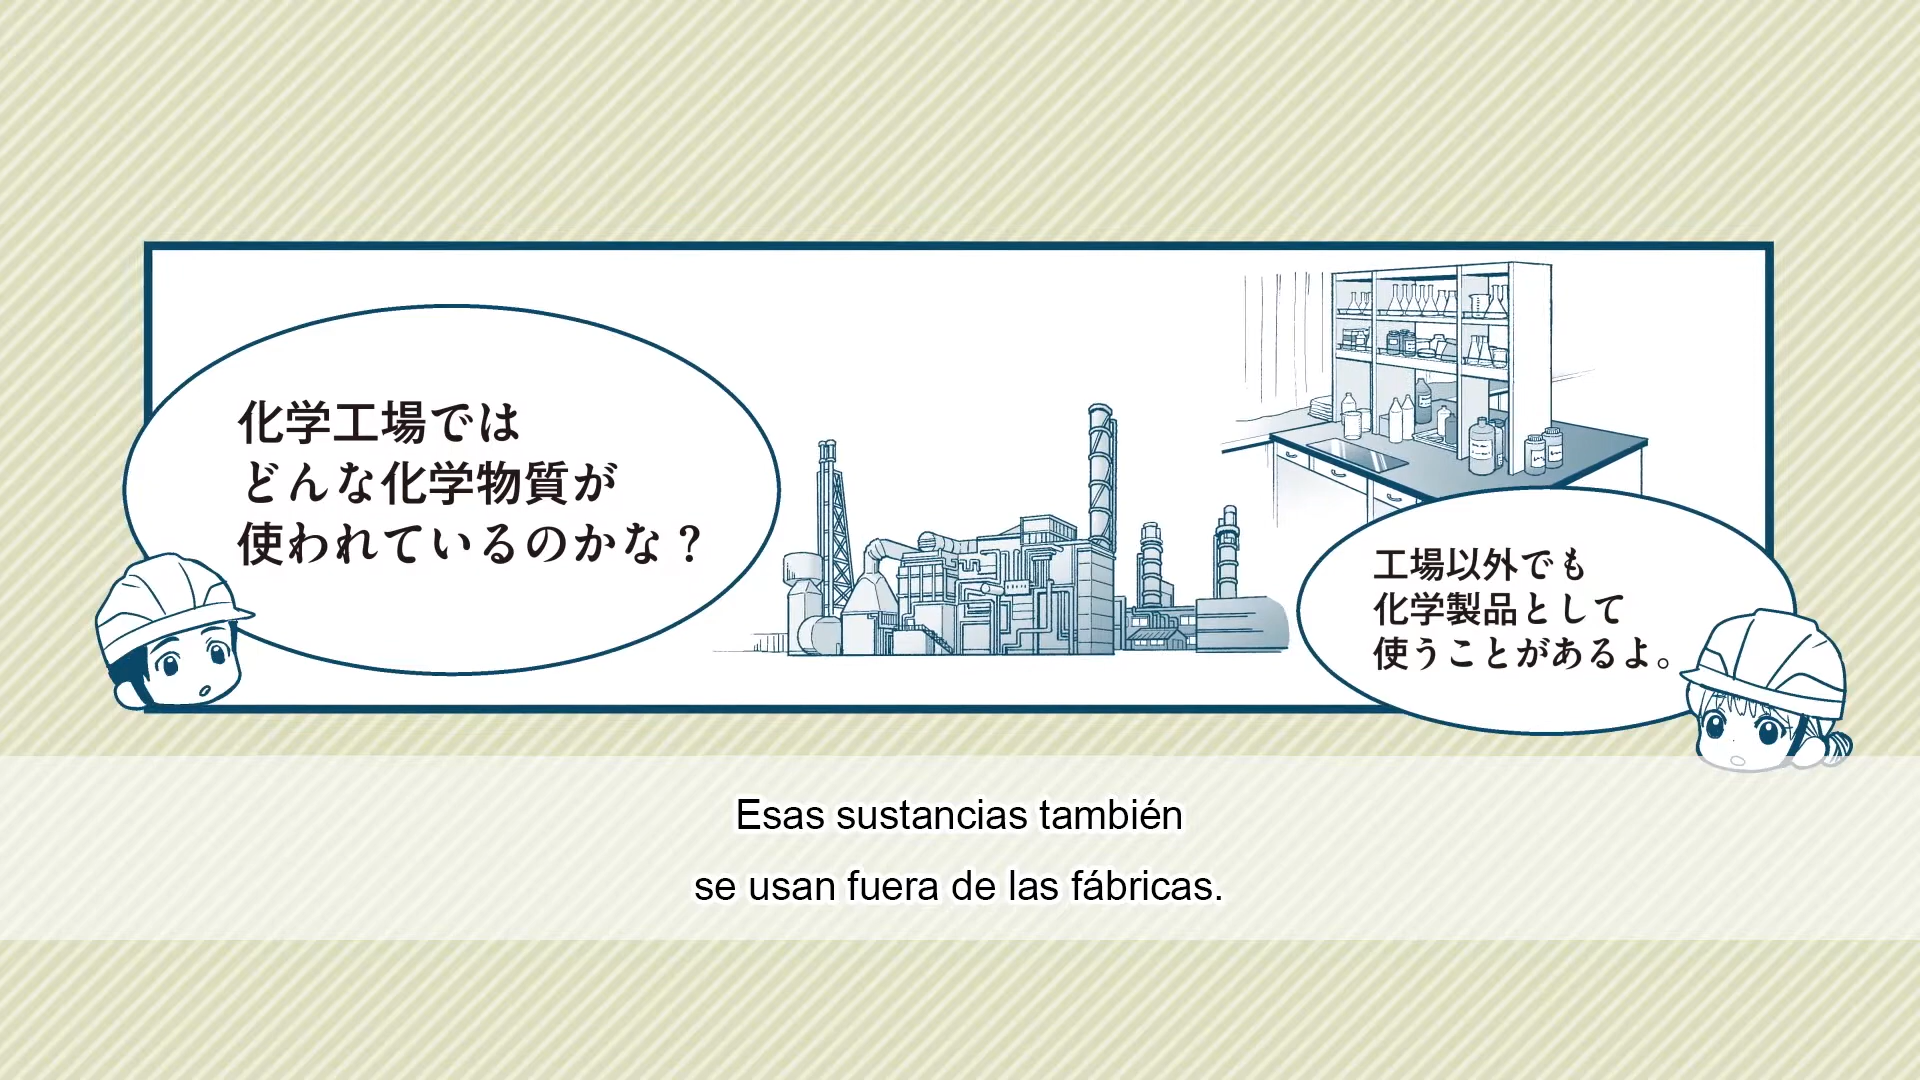 化学工場では
どんな化学物質が
使われているのかな？
工場以外でも
化学製品として
使うことがあるよ。
Esas sustancias también
se usan fuera de las fábricas.